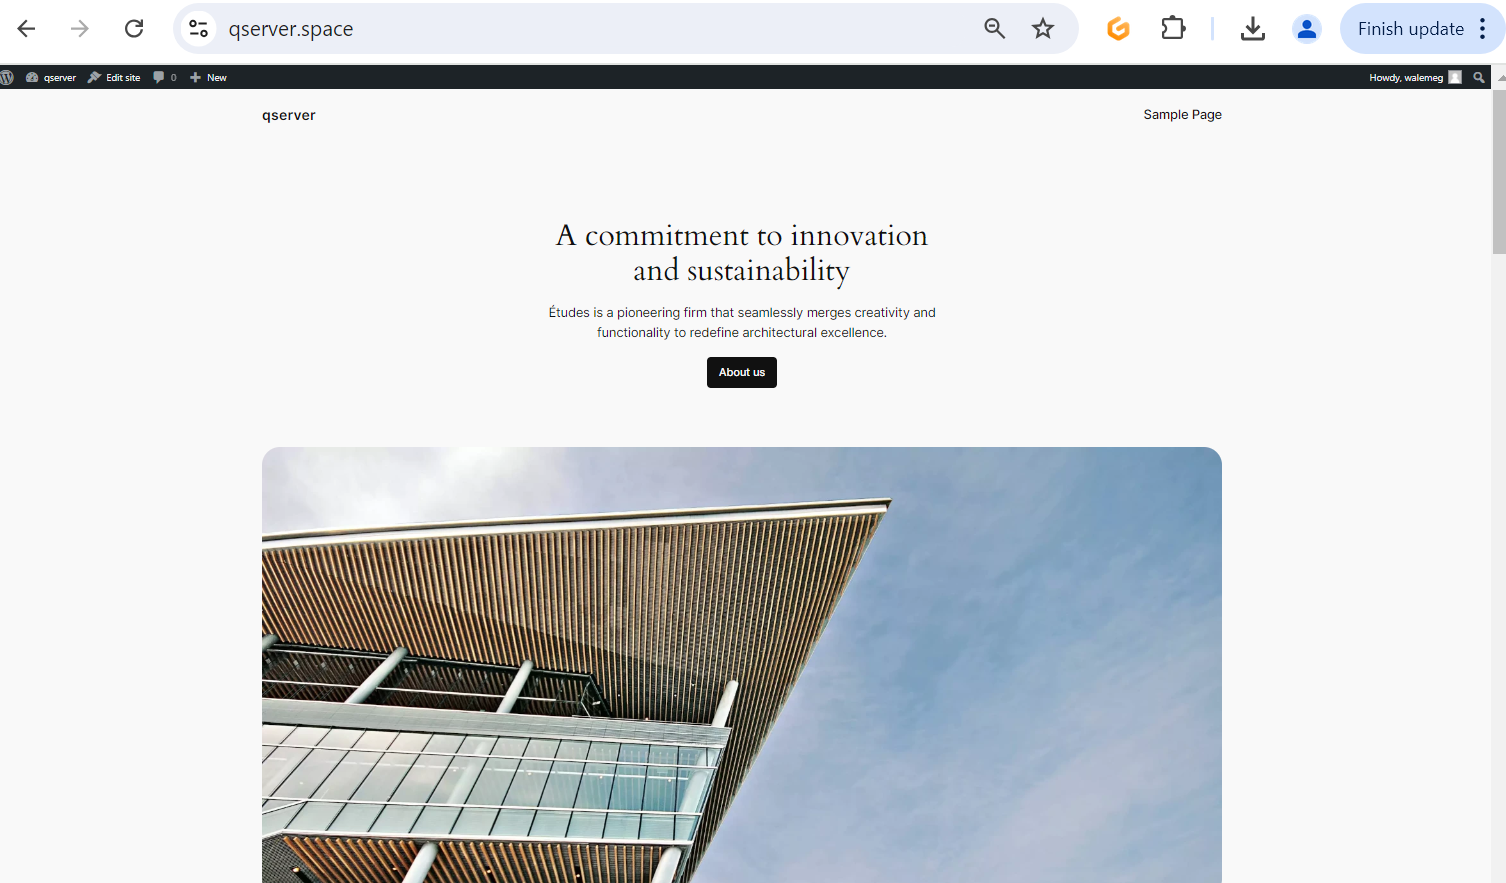 qserver.space
Finish update
qserver Edit site 0 New
Howdy, walemeg
qserver
Sample Page
A commitment to innovation
and sustainability
Études is a pioneering firm that seamlessly merges creativity and
functionality to redefine architectural excellence.
About us